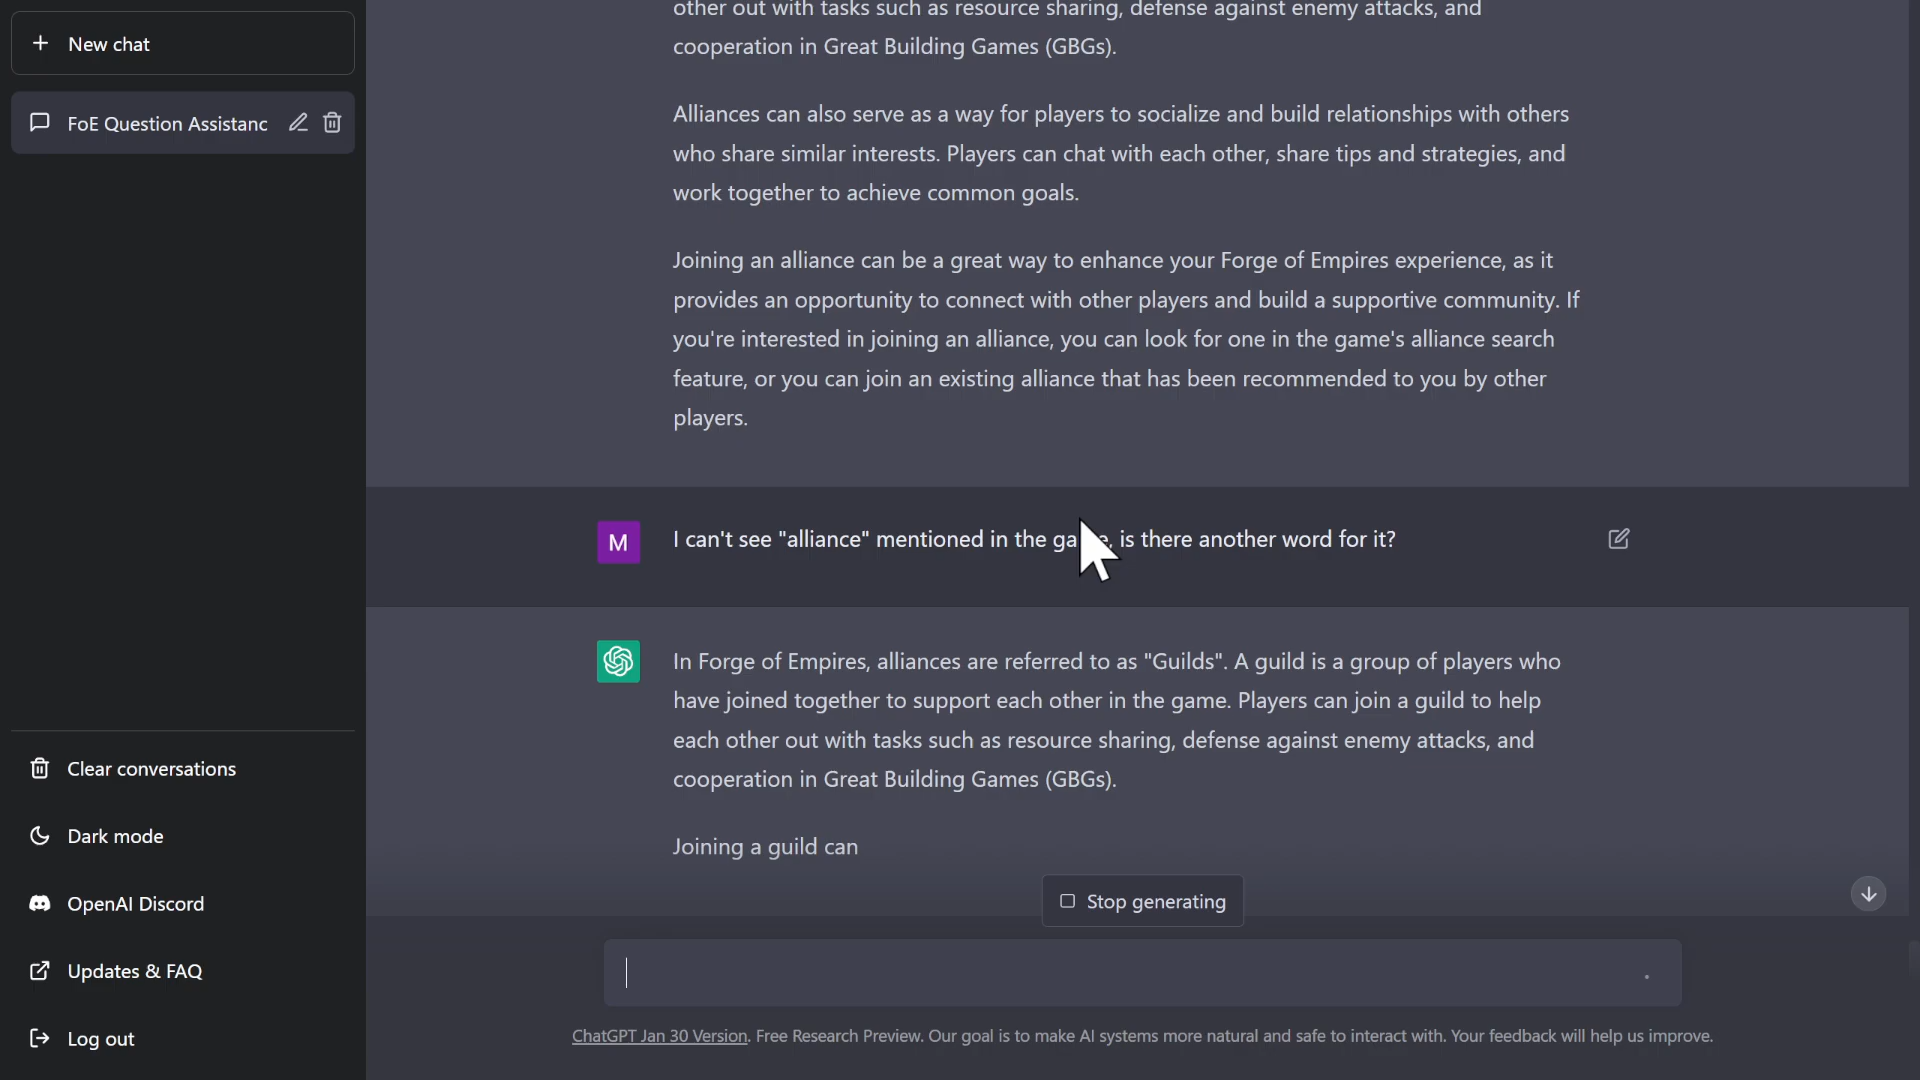 New chat
FoE Question Assistanc
Clear conversations
Dark mode
OpenAI Discord
Updates & FAQ
Log out
other out with tasks such as resource sharing, defense against enemy attacks, and
cooperation in Great Building Games (GBGs).
Alliances can also serve as a way for players to socialize and build relationships with others
who share similar interests. Players can chat with each other, share tips and strategies, and
work together to achieve common goals.
Joining an alliance can be a great way to enhance your Forge of Empires experience, as it
provides an opportunity to connect with other players and build a supportive community. If
you're interested in joining an alliance, you can look for one in the game's alliance search
feature, or you can join an existing alliance that has been recommended to you by other
players.
M
I can't see "alliance" mentioned in the game, is there another word for it?
In Forge of Empires, alliances are referred to as "Guilds". A guild is a group of players who
have joined together to support each other in the game. Players can join a guild to help
each other out with tasks such as resource sharing, defense against enemy attacks, and
cooperation in Great Building Games (GBGs).
Joining a guild can
Stop generating
ChatGPT Jan 30 Version. Free Research Preview. Our goal is to make AI systems more natural and safe to interact with. Your feedback will help us improve.